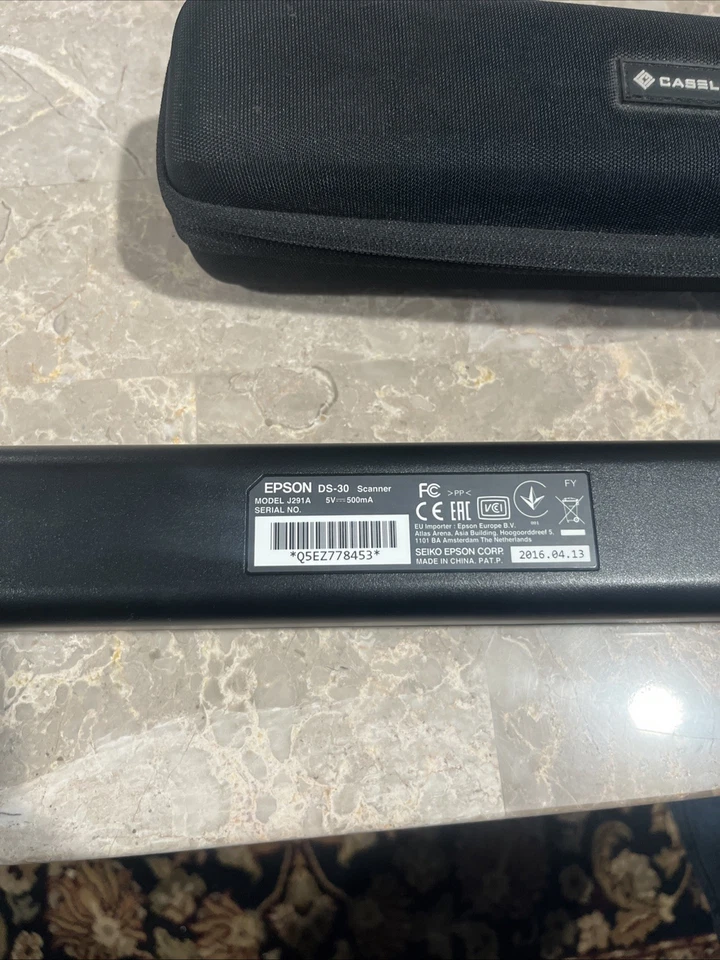 CASEL
EPSON DS-30 Scanner
MODEL J291A 5V⎓500mA
SERIAL NO.
*Q5EZ778453*
FC >PP< FY
CE EAC VCI
001
EU Importer : Epson Europe B.V.
Atlas Arena, Asia Building, Hoogoorddreef 5,
1101 BA Amsterdam The Netherlands
SEIKO EPSON CORP. 2016.04.13
MADE IN CHINA, PAT.P.